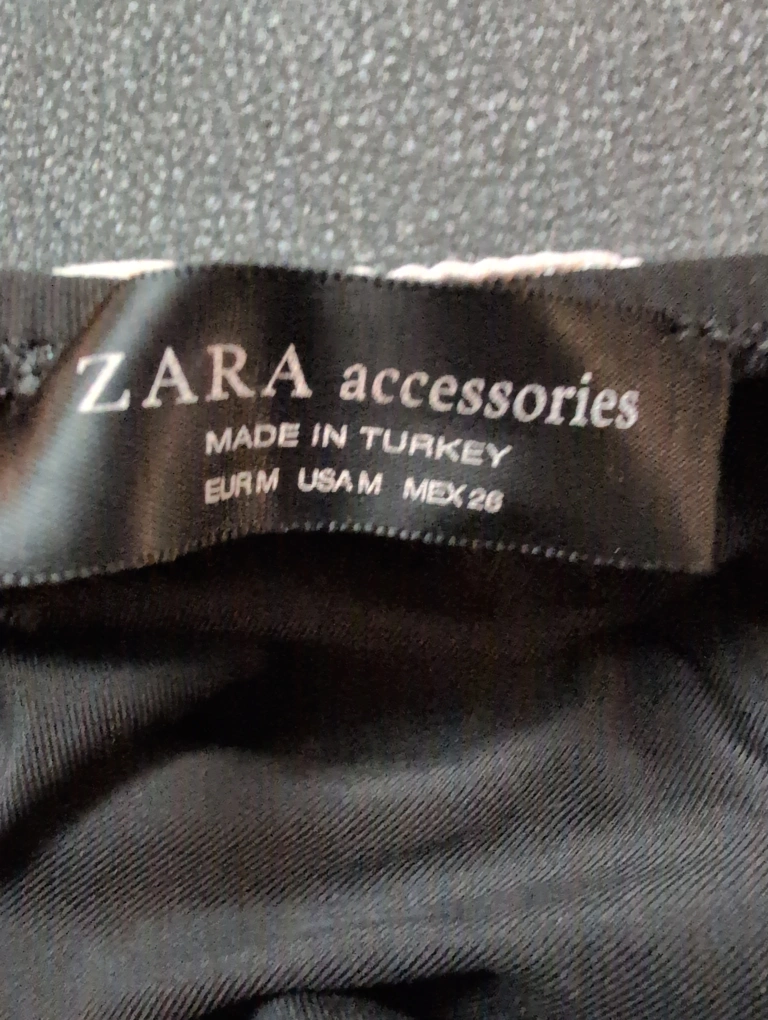 ZARA accessories
MADE IN TURKEY
EUR M USA M MEX 28